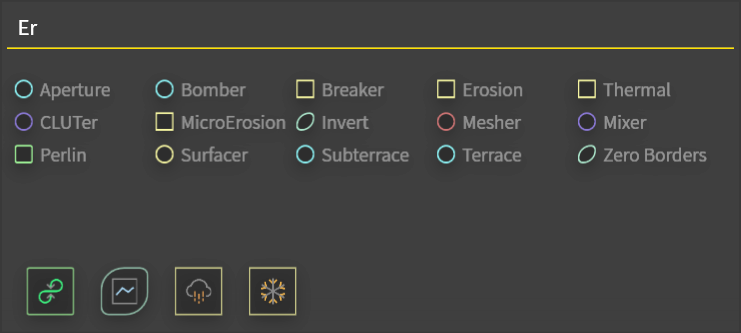 Er
Aperture Bomber Breaker Erosion Thermal
CLUTer MicroErosion Invert Mesher Mixer
Perlin Surfacer Subterrace Terrace Zero Borders